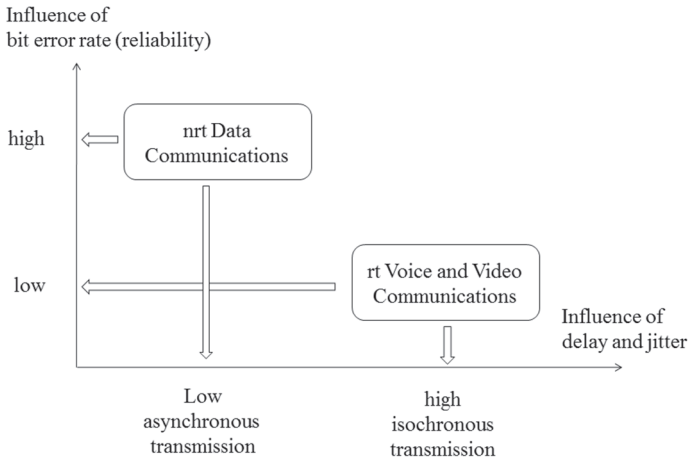 Influence of
bit error rate (reliability)
high
nrt Data
Communications
low
rt Voice and Video
Communications
Influence of
delay and jitter
Low
asynchronous
transmission
high
isochronous
transmission